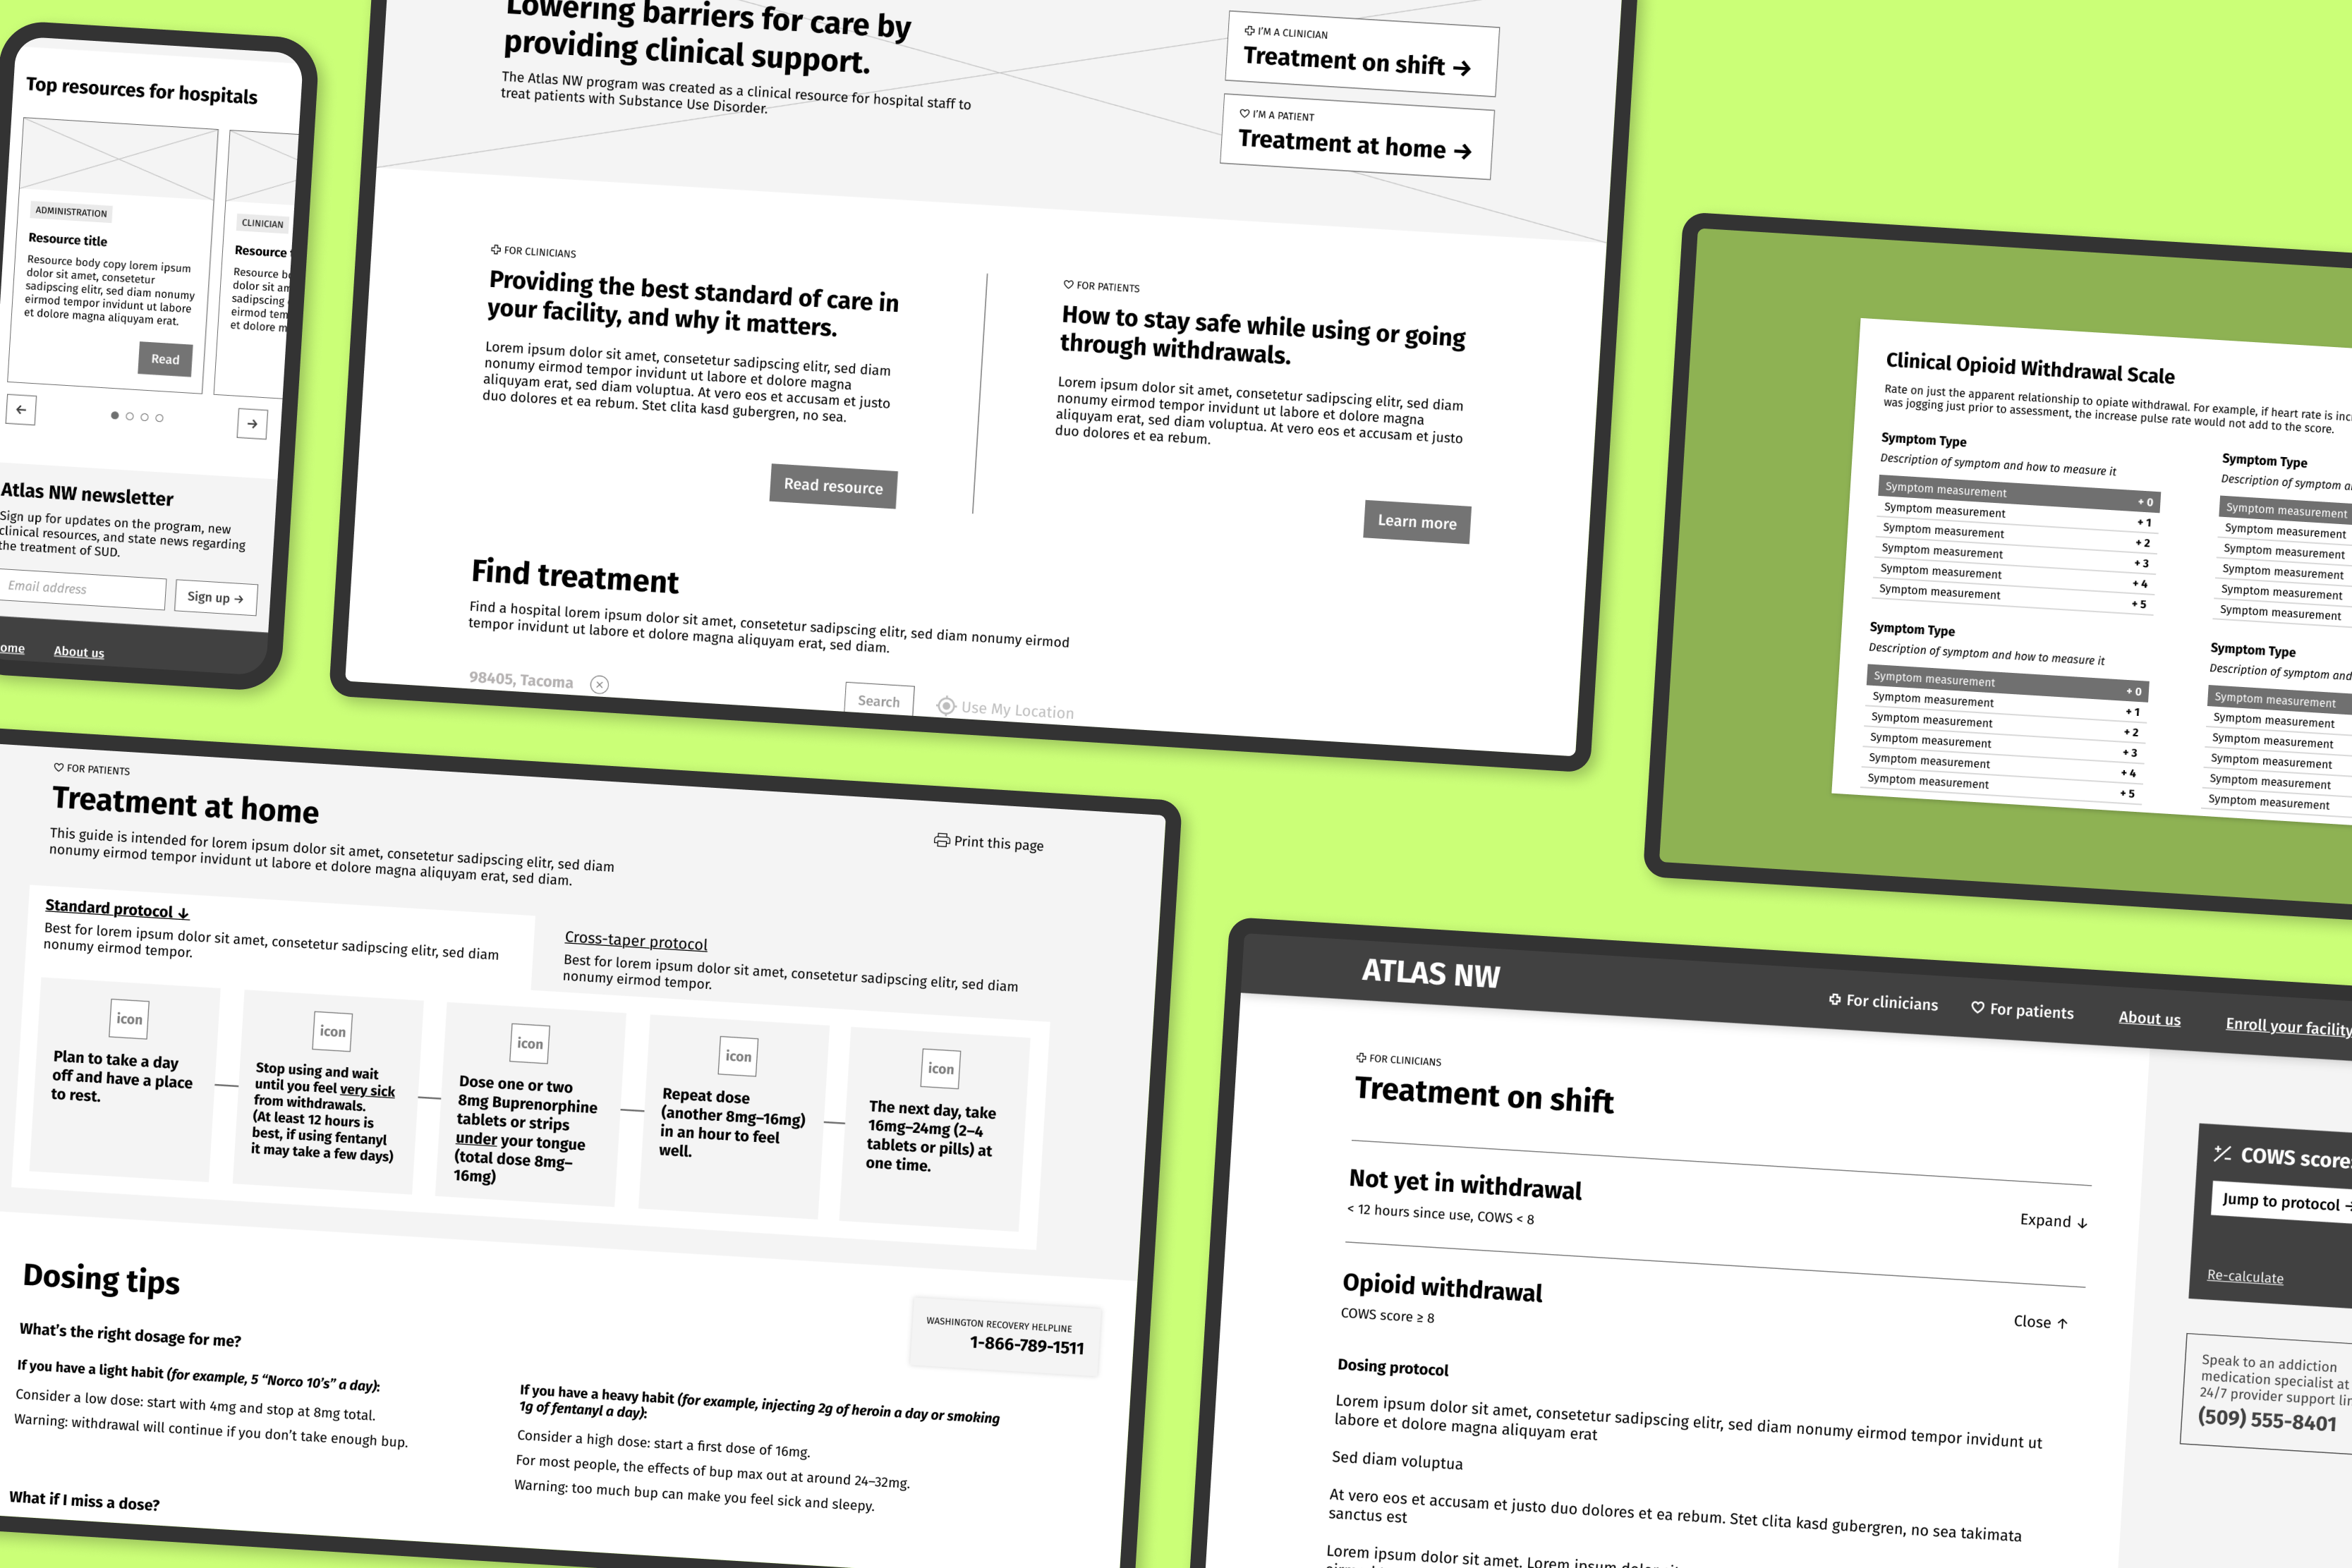 Top resources for hospitals
ADMINISTRATION
Resource title
Resource body copy lorem ipsum
dolor sit amet, consetetur
sadipscing elitr, sed diam nonumy
eirmod tempor invidunt ut labore
et dolore magna aliquyam erat.
Read
CLINICIAN
Resource
Resource
dolor sit am
sadipscing
eirmod tem
et dolore m
Atlas NW newsletter
Sign up for updates on the program, new
clinical resources, and state news regarding
the treatment of SUD.
Email address
Sign up →
ome
About us
Lowering barriers for care by
providing clinical support.
The Atlas NW program was created as a clinical resource for hospital staff to
treat patients with Substance Use Disorder.
I'M A CLINICIAN
Treatment on shift →
I'M A PATIENT
Treatment at home →
FOR CLINICIANS
Providing the best standard of care in
your facility, and why it matters.
Lorem ipsum dolor sit amet, consetetur sadipscing elitr, sed diam
nonumy eirmod tempor invidunt ut labore et dolore magna
aliquyam erat, sed diam voluptua. At vero eos et accusam et justo
duo dolores et ea rebum. Stet clita kasd gubergren, no sea.
Read resource
FOR PATIENTS
How to stay safe while using or going
through withdrawals.
Lorem ipsum dolor sit amet, consetetur sadipscing elitr, sed diam
nonumy eirmod tempor invidunt ut labore et dolore magna
aliquyam erat, sed diam voluptua. At vero eos et accusam et justo
duo dolores et ea rebum.
Learn more
Find treatment
Find a hospital lorem ipsum dolor sit amet, consetetur sadipscing elitr, sed diam nonumy eirmod
tempor invidunt ut labore et dolore magna aliquyam erat, sed diam.
98405, Tacoma
Search
Use My Location
Clinical Opioid Withdrawal Scale
Rate on just the apparent relationship to opiate withdrawal. For example, if heart rate is inc
was jogging just prior to assessment, the increase pulse rate would not add to the score.
Symptom Type
Description of symptom and how to measure it
Symptom measurement + 0
Symptom measurement + 1
Symptom measurement + 2
Symptom measurement + 3
Symptom measurement + 4
Symptom measurement + 5
Symptom Type
Description of symptom a
Symptom measurement
Symptom measurement
Symptom measurement
Symptom measurement
Symptom measurement
Symptom measurement
Symptom Type
Description of symptom and how to measure it
Symptom measurement + 0
Symptom measurement + 1
Symptom measurement + 2
Symptom measurement + 3
Symptom measurement + 4
Symptom measurement + 5
Symptom Type
Description of symptom and
Symptom measurement
Symptom measurement
Symptom measurement
Symptom measurement
Symptom measurement
Symptom measurement
FOR PATIENTS
Treatment at home
This guide is intended for lorem ipsum dolor sit amet, consetetur sadipscing elitr, sed diam
nonumy eirmod tempor invidunt ut labore et dolore magna aliquyam erat, sed diam.
Print this page
Standard protocol ↓
Best for lorem ipsum dolor sit amet, consetetur sadipscing elitr, sed diam
nonumy eirmod tempor.
Cross-taper protocol
Best for lorem ipsum dolor sit amet, consetetur sadipscing elitr, sed diam
nonumy eirmod tempor.
icon
Plan to take a day
off and have a place
to rest.
icon
Stop using and wait
until you feel very sick
from withdrawals.
(At least 12 hours is
best, if using fentanyl
it may take a few days)
icon
Dose one or two
8mg Buprenorphine
tablets or strips
under your tongue
(total dose 8mg–
16mg)
icon
Repeat dose
(another 8mg–16mg)
in an hour to feel
well.
icon
The next day, take
16mg–24mg (2–4
tablets or pills) at
one time.
Dosing tips
WASHINGTON RECOVERY HELPLINE
1-866-789-1511
What's the right dosage for me?
If you have a light habit (for example, 5 “Norco 10's” a day):
Consider a low dose: start with 4mg and stop at 8mg total.
Warning: withdrawal will continue if you don't take enough bup.
If you have a heavy habit (for example, injecting 2g of heroin a day or smoking
1g of fentanyl a day):
Consider a high dose: start a first dose of 16mg.
For most people, the effects of bup max out at around 24–32mg.
Warning: too much bup can make you feel sick and sleepy.
What if I miss a dose?
ATLAS NW
For clinicians
For patients
About us
Enroll your facility
FOR CLINICIANS
Treatment on shift
Not yet in withdrawal
< 12 hours since use, COWS < 8
Expand ↓
Opioid withdrawal
COWS score ≥ 8
Close ↑
Dosing protocol
Lorem ipsum dolor sit amet, consetetur sadipscing elitr, sed diam nonumy eirmod tempor invidunt ut
labore et dolore magna aliquyam erat
Sed diam voluptua
At vero eos et accusam et justo duo dolores et ea rebum. Stet clita kasd gubergren, no sea takimata
sanctus est
Lorem ipsum dolor sit amet. Lorem ipsum
COWS score
Jump to protocol →
Re-calculate
Speak to an addiction
medication specialist at
24/7 provider support lin
(509) 555-8401